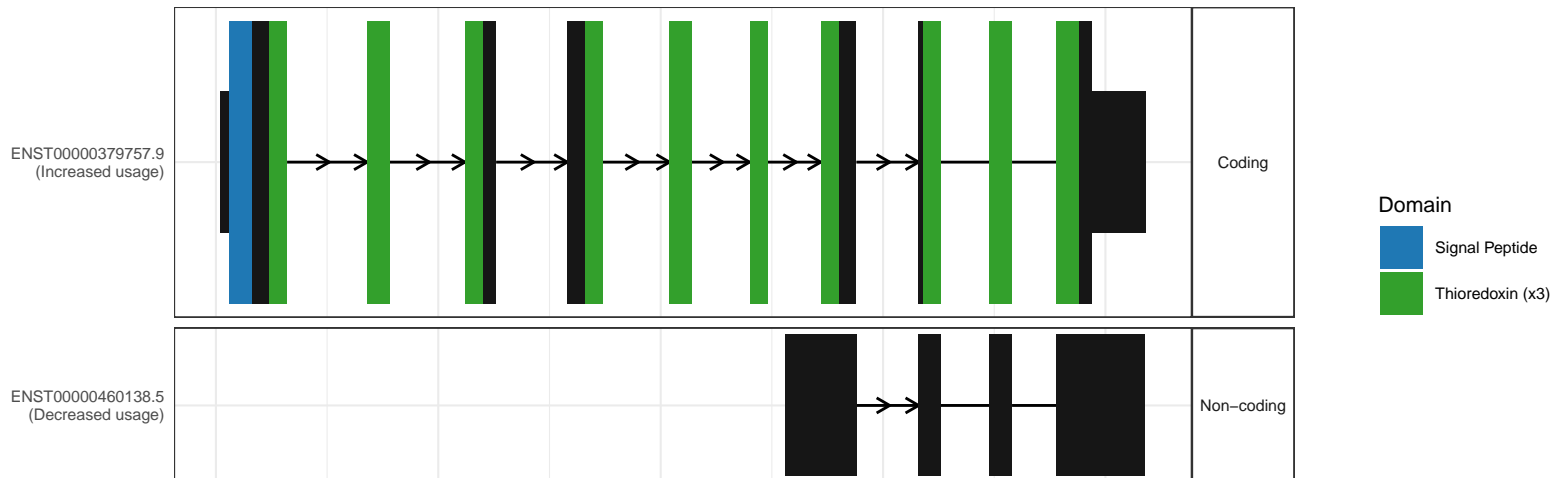 ENST00000379757.9
(Increased usage)
Coding
Domain
Signal Peptide
Thioredoxin (x3)
ENST00000460138.5
(Decreased usage)
Non−coding